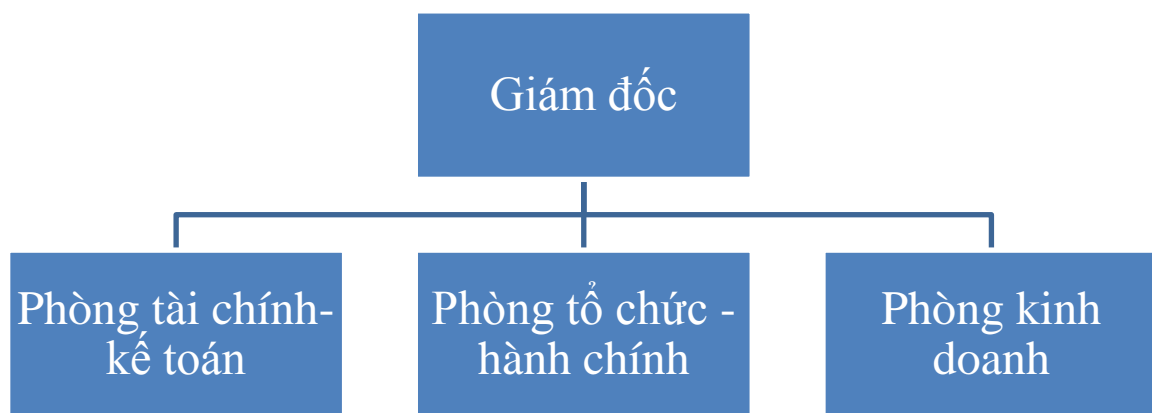 Giám đốc
Phòng tài chính-
kế toán
Phòng tổ chức -
hành chính
Phòng kinh
doanh